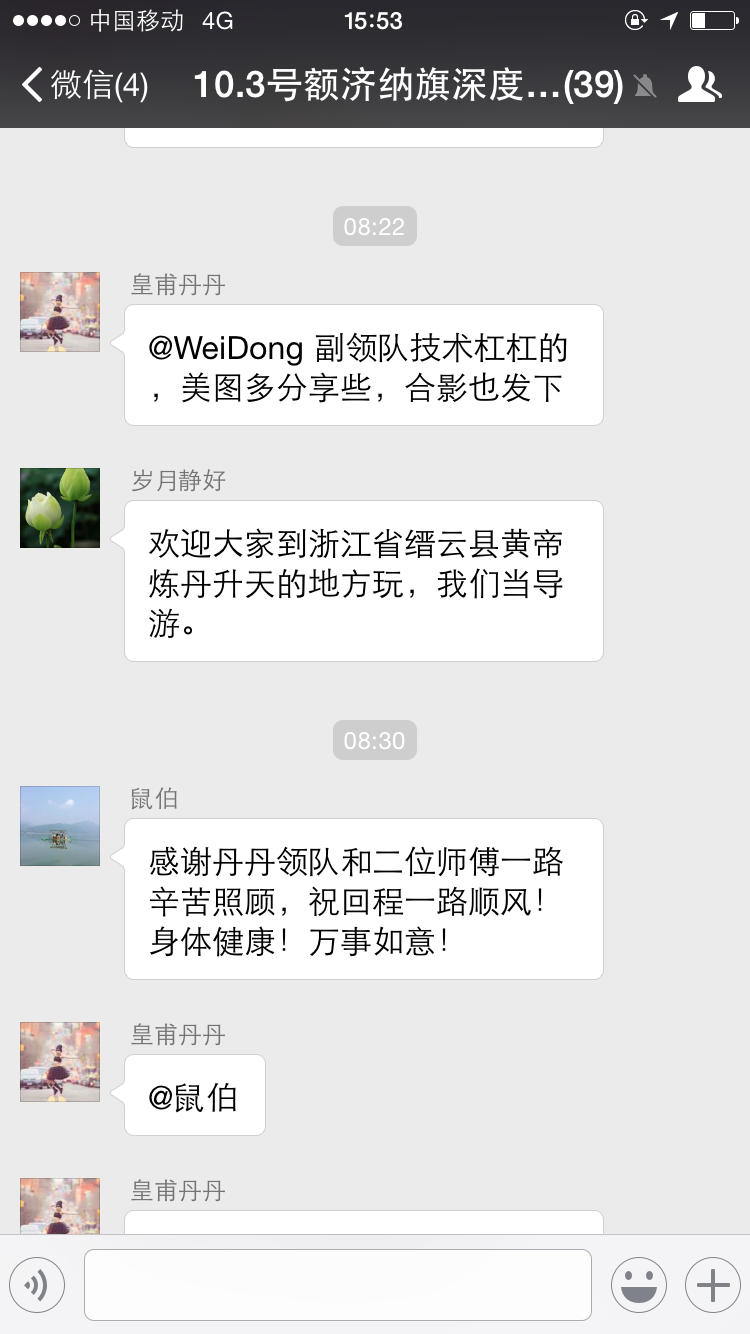 中国移动 4G 15:53
微信(4) 10.3号额济纳旗深度...(39)
08:22
皇甫丹丹
@WeiDong 副领队技术杠杠的
，美图多分享些，合影也发下
岁月静好
欢迎大家到浙江省缙云县黄帝
炼丹升天的地方玩，我们当导
游。
08:30
鼠伯
感谢丹丹领队和二位师傅一路
辛苦照顾，祝回程一路顺风！
身体健康！万事如意！
皇甫丹丹
@鼠伯
皇甫丹丹